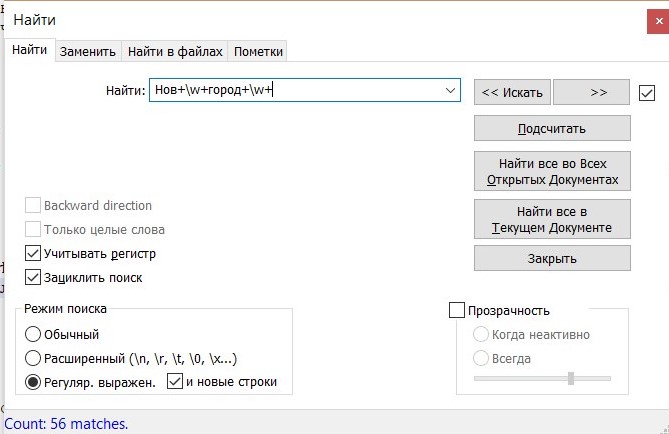 Найти
Найти Заменить Найти в файлах Пометки
Найти: Нов+\w+город+\w+
<< Искать >>
Подсчитать
Найти все во Всех
Открытых Документах
Найти все в
Текущем Документе
Закрыть
Backward direction
Только целые слова
Учитывать регистр
Зациклить поиск
Режим поиска
Обычный
Расширенный (\n, \r, \t, \0, \x...)
Регуляр. выражен. и новые строки
Прозрачность
Когда неактивно
Всегда
Count: 56 matches.